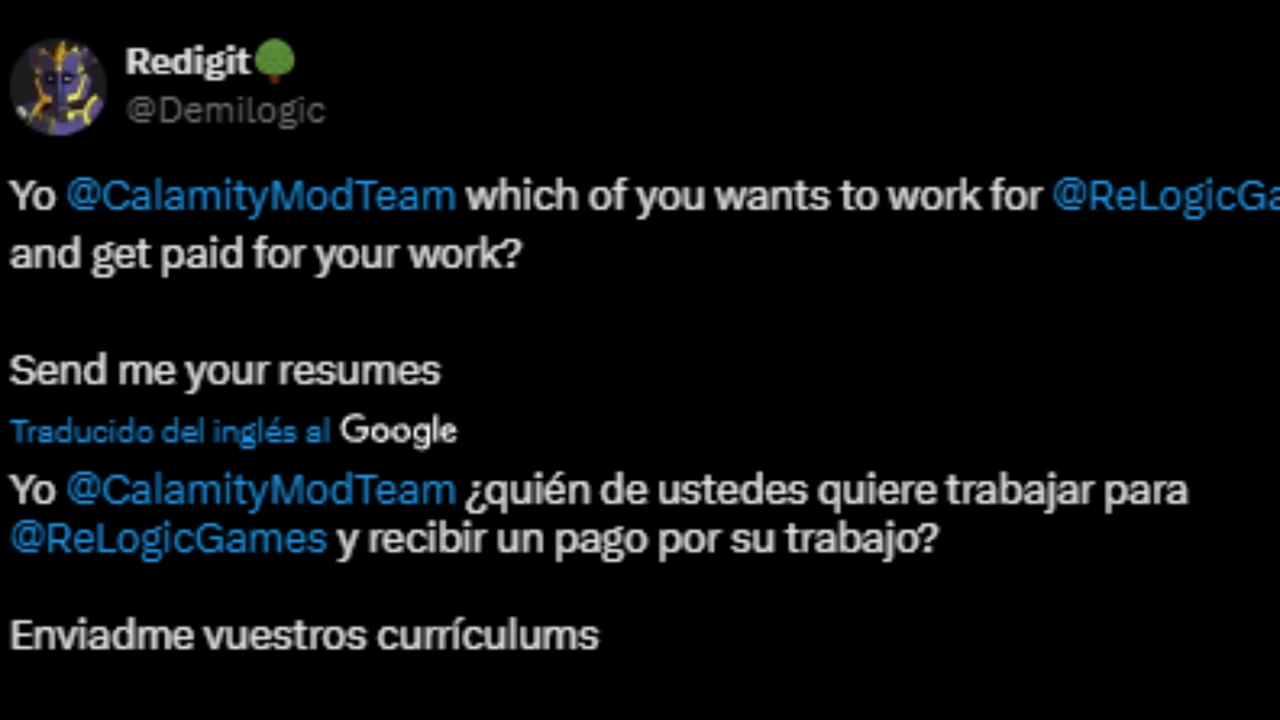 Redigit🌳
@Demilogic
Yo @CalamityModTeam which of you wants to work for @ReLogicGa
and get paid for your work?
Send me your resumes
Traducido del inglés al Google
Yo @CalamityModTeam ¿quién de ustedes quiere trabajar para
@ReLogicGames y recibir un pago por su trabajo?
Enviadme vuestros currículums